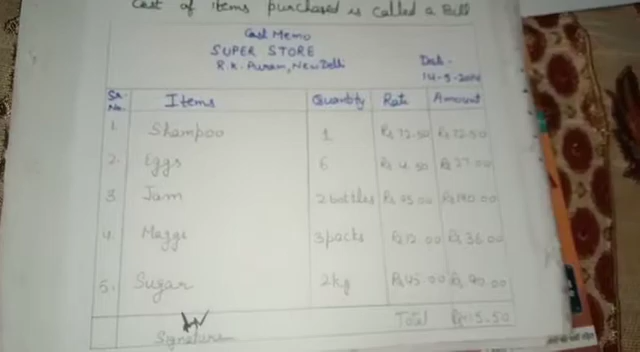 Cost of items purchased is called a Bill
Cash Memo
SUPER STORE
R.K. Puram, New Delhi
Date-
Sr. No. Items Quantity Rate Amount
1. Shampoo 1 Rs 72.50 Rs 72.50
2. Eggs 6 Rs 4.50 Rs 27.00
3. Jam 2 bottles Rs 95.00 Rs 190.00
4. Maggi 3 packs Rs 12.00 Rs 36.00
5. Sugar 2 kg Rs 45.00 Rs 90.00
Total
Signature